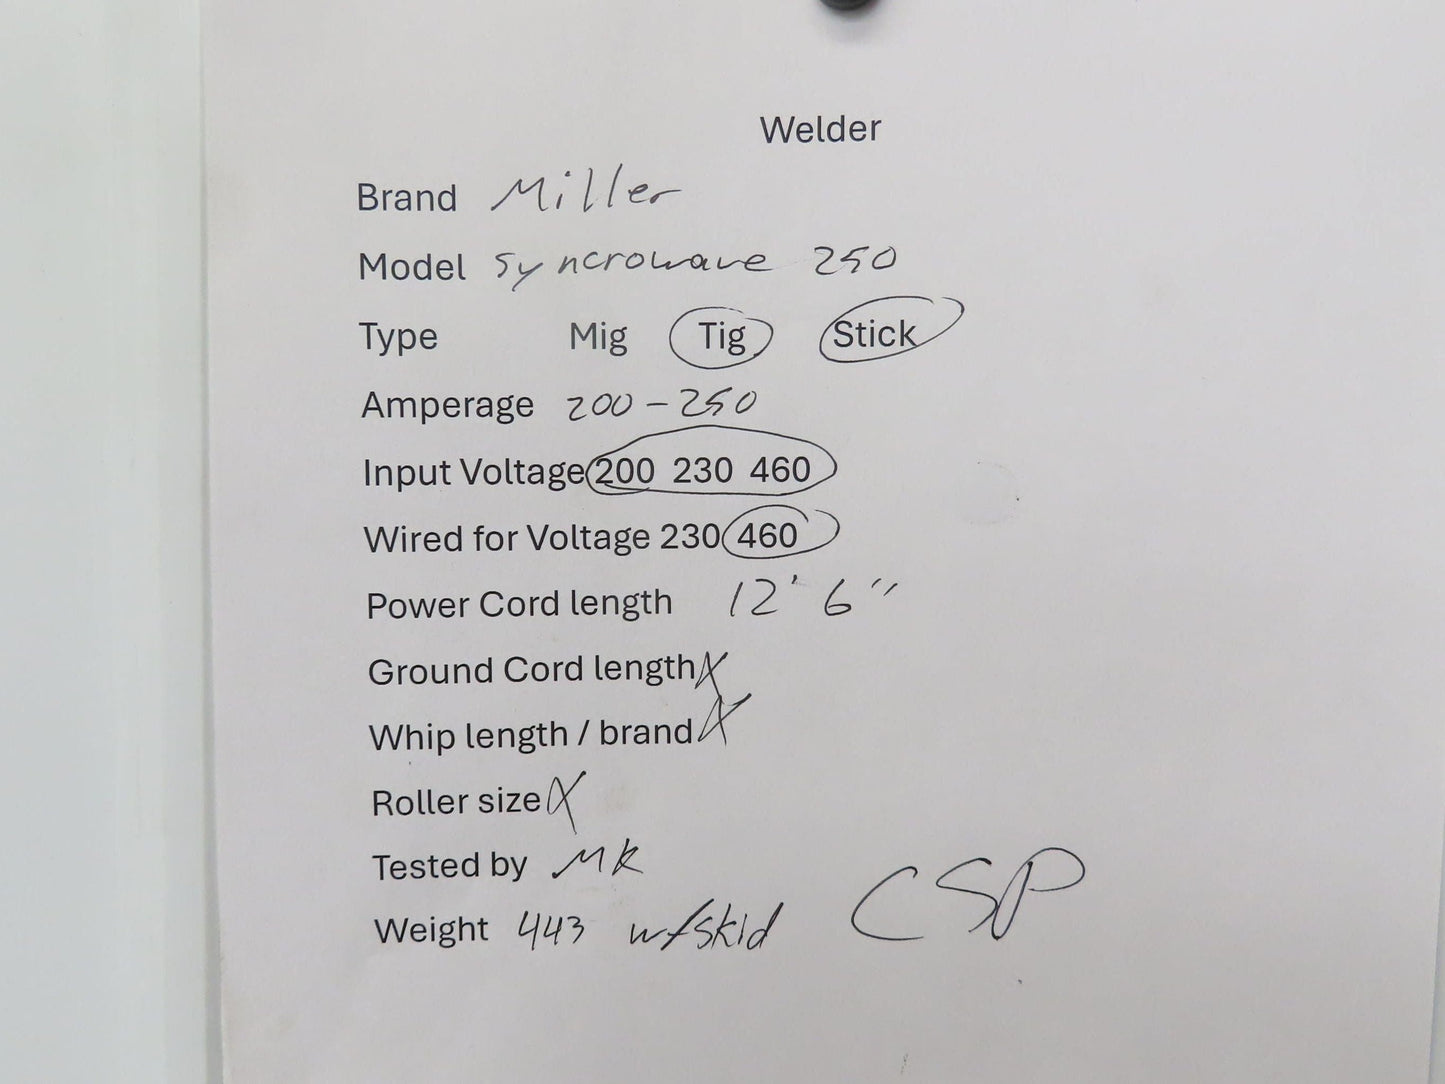 Welder
Brand Miller
Model Syncrowave 250
Type Mig Tig Stick
Amperage 200-250
Input Voltage 200 230 460
Wired for Voltage 230 460
Power Cord length 12' 6"
Ground Cord length X
Whip length / brand X
Roller size X
Tested by MK
Weight 443 w/skid CSP